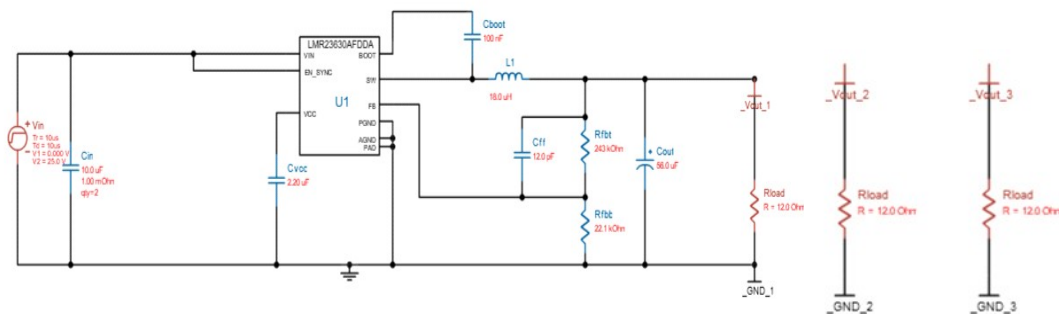 LMR23630AFDDA
VIN
BOOT
EN_SYNC
SW
U1
FB
VCC
PGND
AGND
PAD
Cboot
100 nF
L1
18.0 uH
Vin
Tr = 10us
Td = 10us
V1 = 0.000 V
V2 = 25.0 V
Cin
10.0 uF
1.00 mOhm
qty=2
Cvcc
2.20 uF
Cff
12.0 pF
Rfbt
243 kOhm
Rfbb
22.1 kOhm
Cout
56.0 uF
_Vout_1
Rload
R = 12.0 Ohm
_GND_1
_Vout_2
Rload
R = 12.0 Ohm
_GND_2
_Vout_3
Rload
R = 12.0 Ohm
_GND_3